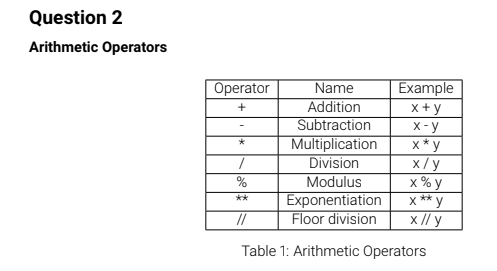 Question 2
Arithmetic Operators
Operator Name Example
+ Addition x + y
- Subtraction x - y
* Multiplication x * y
/ Division x / y
% Modulus x % y
** Exponentiation x ** y
// Floor division x // y
Table 1: Arithmetic Operators